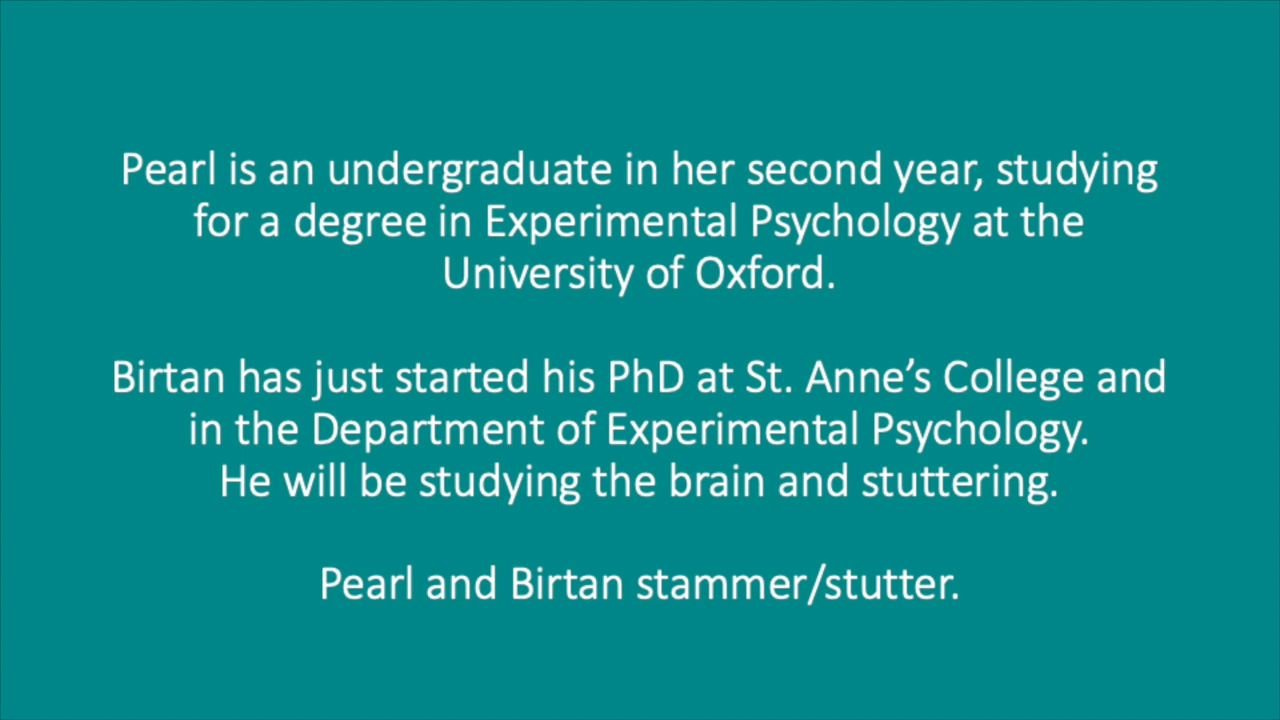 Pearl is an undergraduate in her second year, studying
for a degree in Experimental Psychology at the
University of Oxford.
Birtan has just started his PhD at St. Anne’s College and
in the Department of Experimental Psychology.
He will be studying the brain and stuttering.
Pearl and Birtan stammer/stutter.